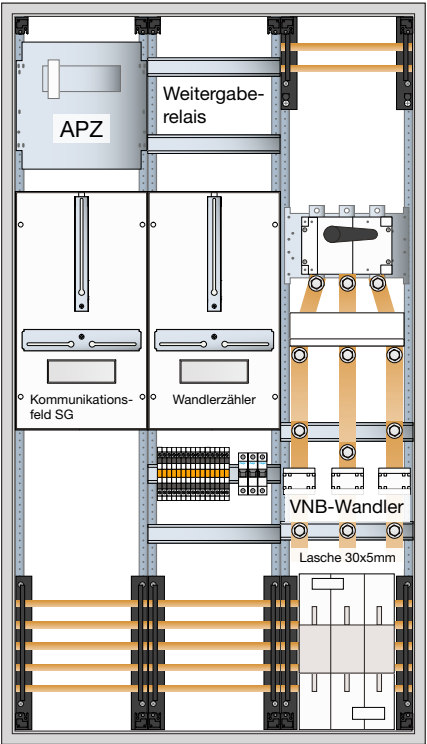 APZ
Weitergabe-
relais
Kommunikations-
feld SG
Wandlerzähler
VNB-Wandler
Lasche 30x5mm